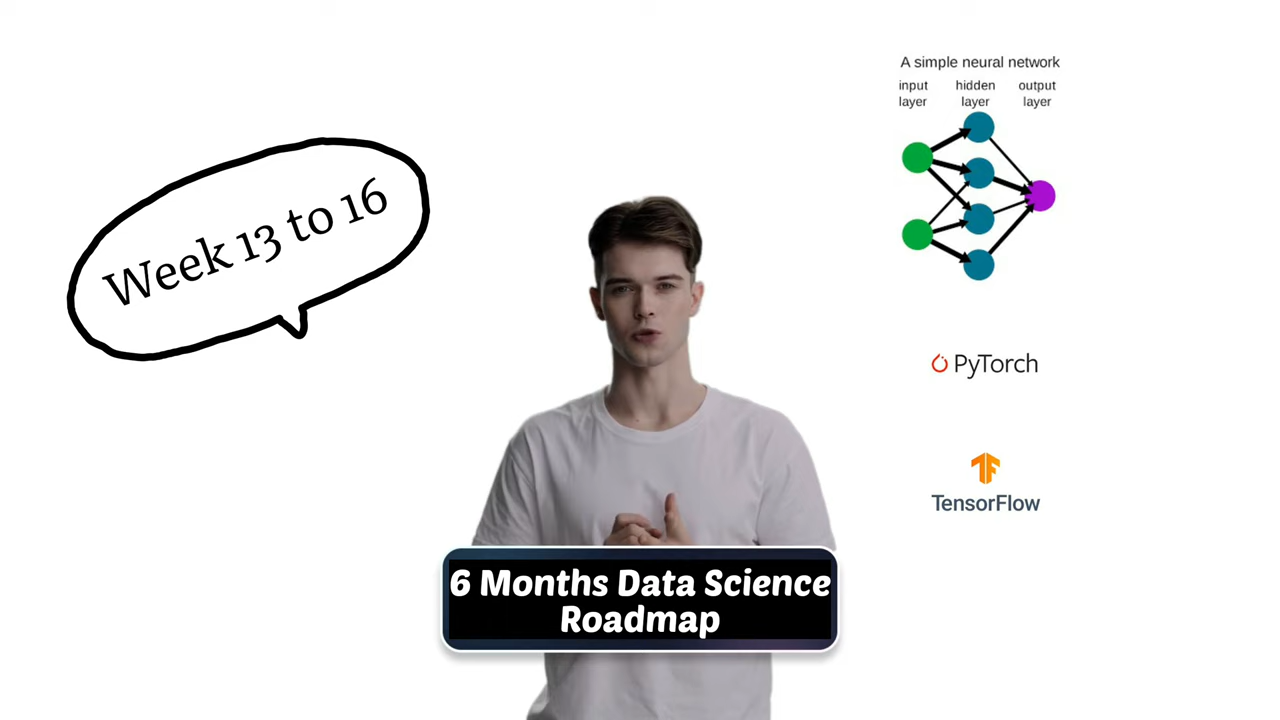 Week 13 to 16
A simple neural network
input hidden output
layer layer layer
PyTorch
TensorFlow
6 Months Data Science
Roadmap